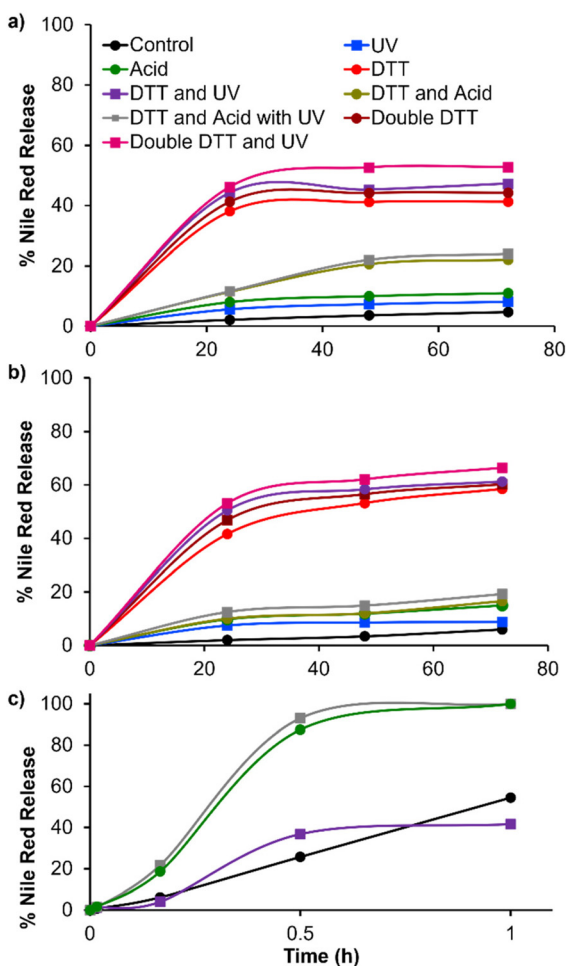 a)
100
80
60
40
20
0
% Nile Red Release
Control
UV
Acid
DTT
DTT and UV
DTT and Acid
DTT and Acid with UV
Double DTT
Double DTT and UV
0 20 40 60 80
b)
100
80
60
40
20
0
% Nile Red Release
0 20 40 60 80
c)
100
80
60
40
20
0
% Nile Red Release
0 0.5 1
Time (h)